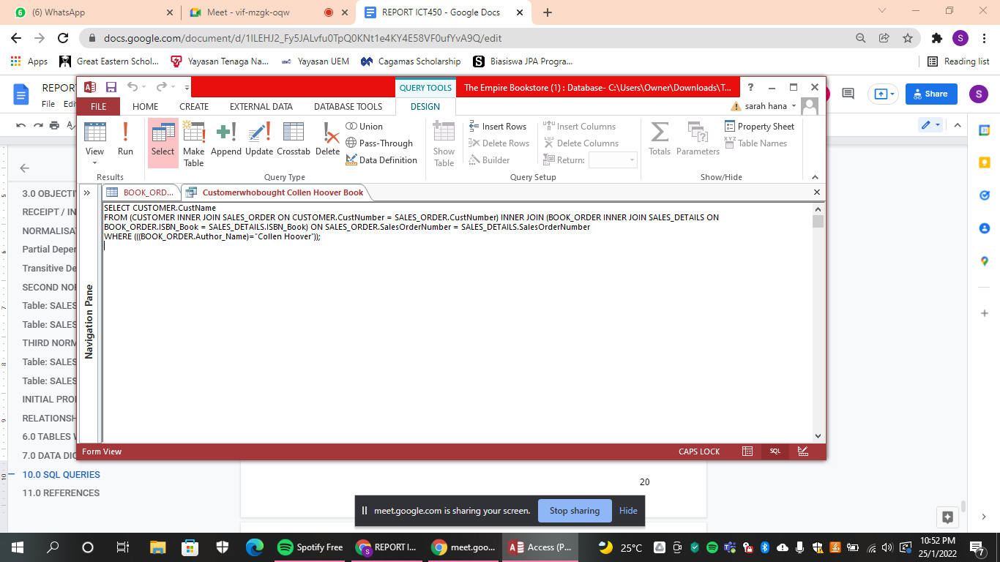 (6) WhatsApp
Meet - vif-mzgk-oqw
REPORT ICT450 - Google Docs
docs.google.com/document/d/1ILEHJ2_Fy5JALvfu0TpQ0KNt1e4KY4E58VF0ufYvA9Q/edit
S
Apps
Great Eastern Schol...
Yayasan Tenaga Na...
Yayasan UEM
Cagamas Scholarship
Biasiswa JPA Progra...
Reading list
REPORT
File
Share
S
QUERY TOOLS
The Empire Bookstore (1) : Database- C:\Users\Owner\Downloads\T...
FILE
HOME
CREATE
EXTERNAL DATA
DATABASE TOOLS
DESIGN
sarah hana
View
Run
Select
Make Table
Append
Update
Crosstab
Delete
Union
Pass-Through
Data Definition
Show Table
Insert Rows
Delete Rows
Builder
Insert Columns
Delete Columns
Return:
Totals
Parameters
Property Sheet
Table Names
Results
Query Type
Query Setup
Show/Hide
BOOK_ORD...
Customerwhobought Collen Hoover Book
SELECT CUSTOMER.CustName
FROM (CUSTOMER INNER JOIN SALES_ORDER ON CUSTOMER.CustNumber = SALES_ORDER.CustNumber) INNER JOIN (BOOK_ORDER INNER JOIN SALES_DETAILS ON
BOOK_ORDER.ISBN_Book = SALES_DETAILS.ISBN_Book) ON SALES_ORDER.SalesOrderNumber = SALES_DETAILS.SalesOrderNumber
WHERE (((BOOK_ORDER.Author_Name)="Collen Hoover"));
Navigation Pane
Form View
CAPS LOCK
SQL
3.0 OBJECTI
RECEIPT / IN
NORMALISAT
Partial Deper
Transitive De
SECOND NOR
Table: SALES
Table: SALES
THIRD NORM
Table: SALES
Table: SALES
INITIAL PROI
RELATIONSH
6.0 TABLES W
7.0 DATA DIC
10.0 SQL QUERIES
11.0 REFERENCES
20
meet.google.com is sharing your screen.
Stop sharing
Hide
Spotify Free
REPORT I...
meet.goo...
Access (P...
25°C
10:52 PM
25/1/2022
7